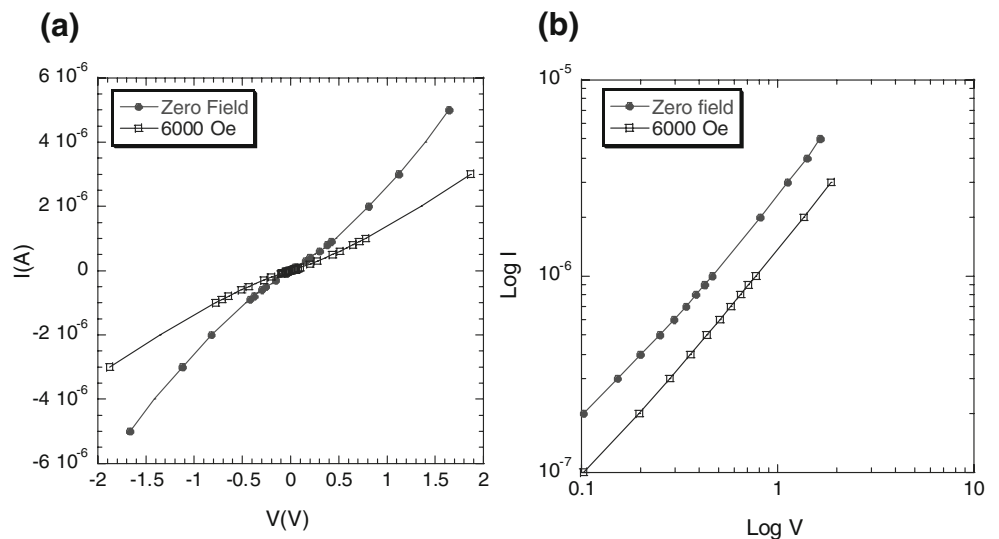 (a)
6 10-6
4 10-6
2 10-6
0
-2 10-6
-4 10-6
-6 10-6
I(A)
Zero Field
6000 Oe
-2 -1.5 -1 -0.5 0 0.5 1 1.5 2
V(V)
(b)
10-5
10-6
10-7
Log I
Zero field
6000 Oe
0.1 1 10
Log V